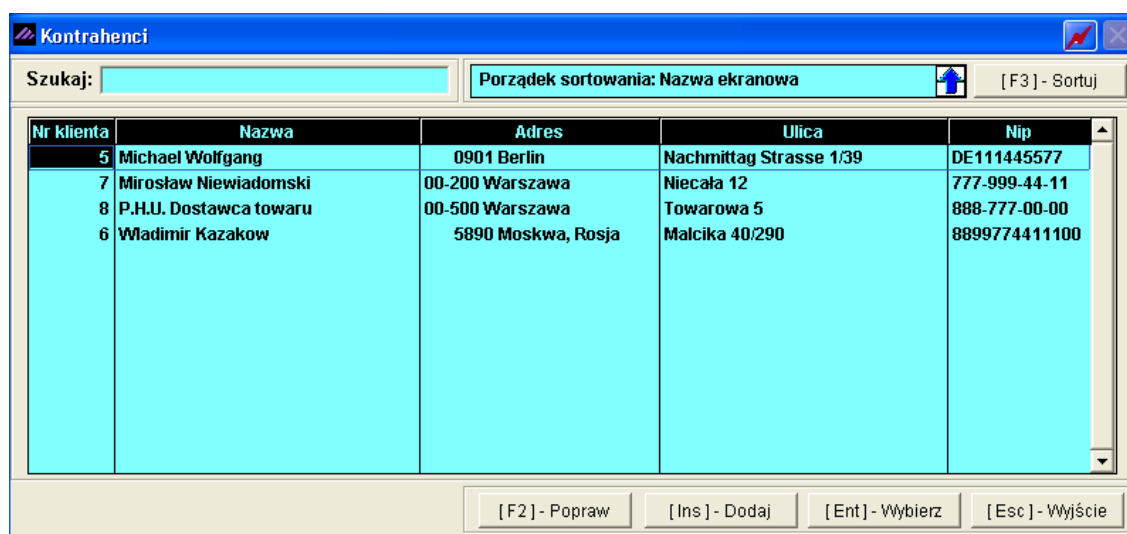 Kontrahenci
Szukaj: Porządek sortowania: Nazwa ekranowa [ F3 ] - Sortuj
Nr klienta Nazwa Adres Ulica Nip
5 Michael Wolfgang 0901 Berlin Nachmittag Strasse 1/39 DE111445577
7 Mirosław Niewiadomski 00-200 Warszawa Niecała 12 777-999-44-11
8 P.H.U. Dostawca towaru 00-500 Warszawa Towarowa 5 888-777-00-00
6 Władimir Kazakow 5890 Moskwa, Rosja Malcika 40/290 8899774411100
[ F2 ] - Popraw [ Ins ] - Dodaj [ Ent ] - Wybierz [ Esc ] - Wyjście